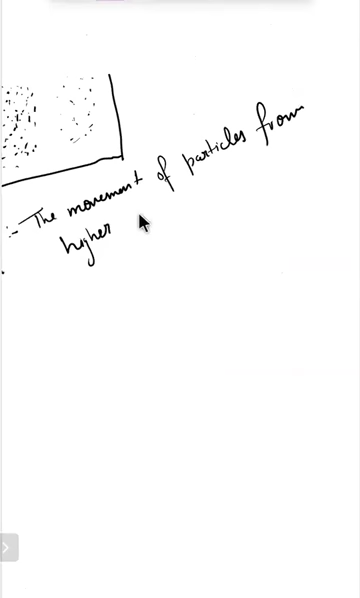 :- The movement of particles from
higher